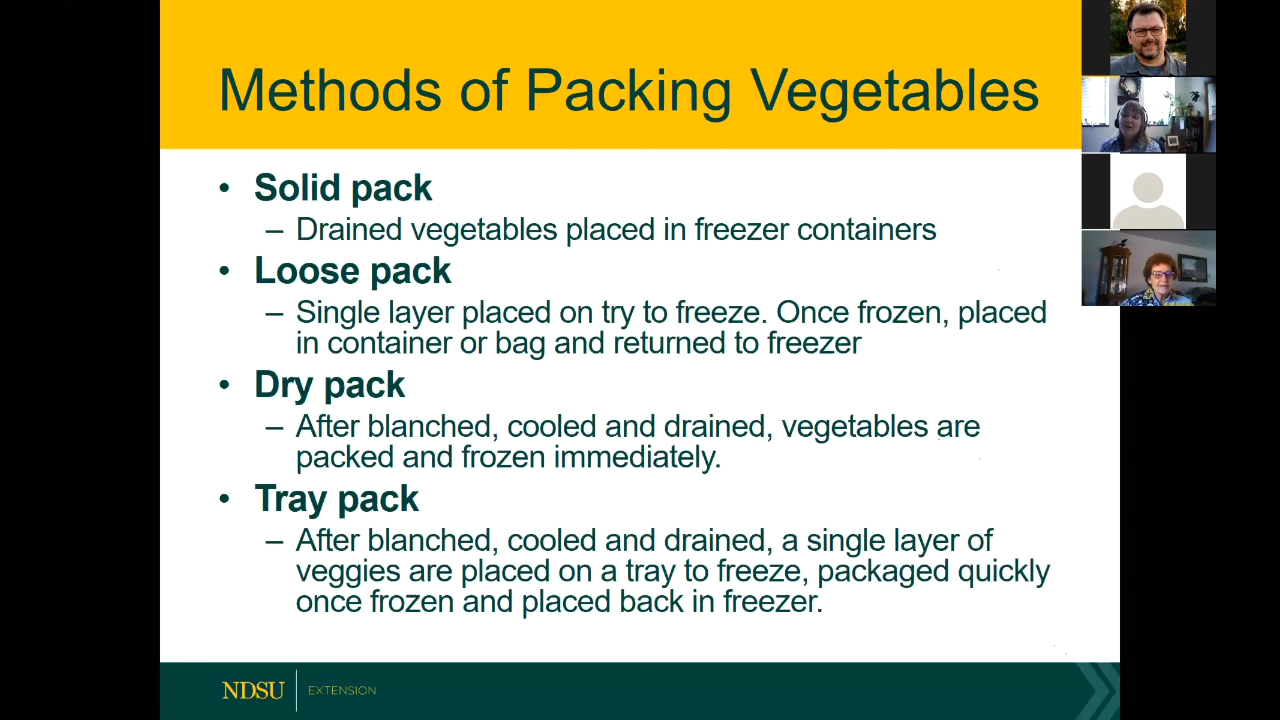 Methods of Packing Vegetables
• Solid pack
– Drained vegetables placed in freezer containers
• Loose pack
– Single layer placed on try to freeze. Once frozen, placed
in container or bag and returned to freezer
• Dry pack
– After blanched, cooled and drained, vegetables are
packed and frozen immediately.
• Tray pack
– After blanched, cooled and drained, a single layer of
veggies are placed on a tray to freeze, packaged quickly
once frozen and placed back in freezer.
NDSU EXTENSION